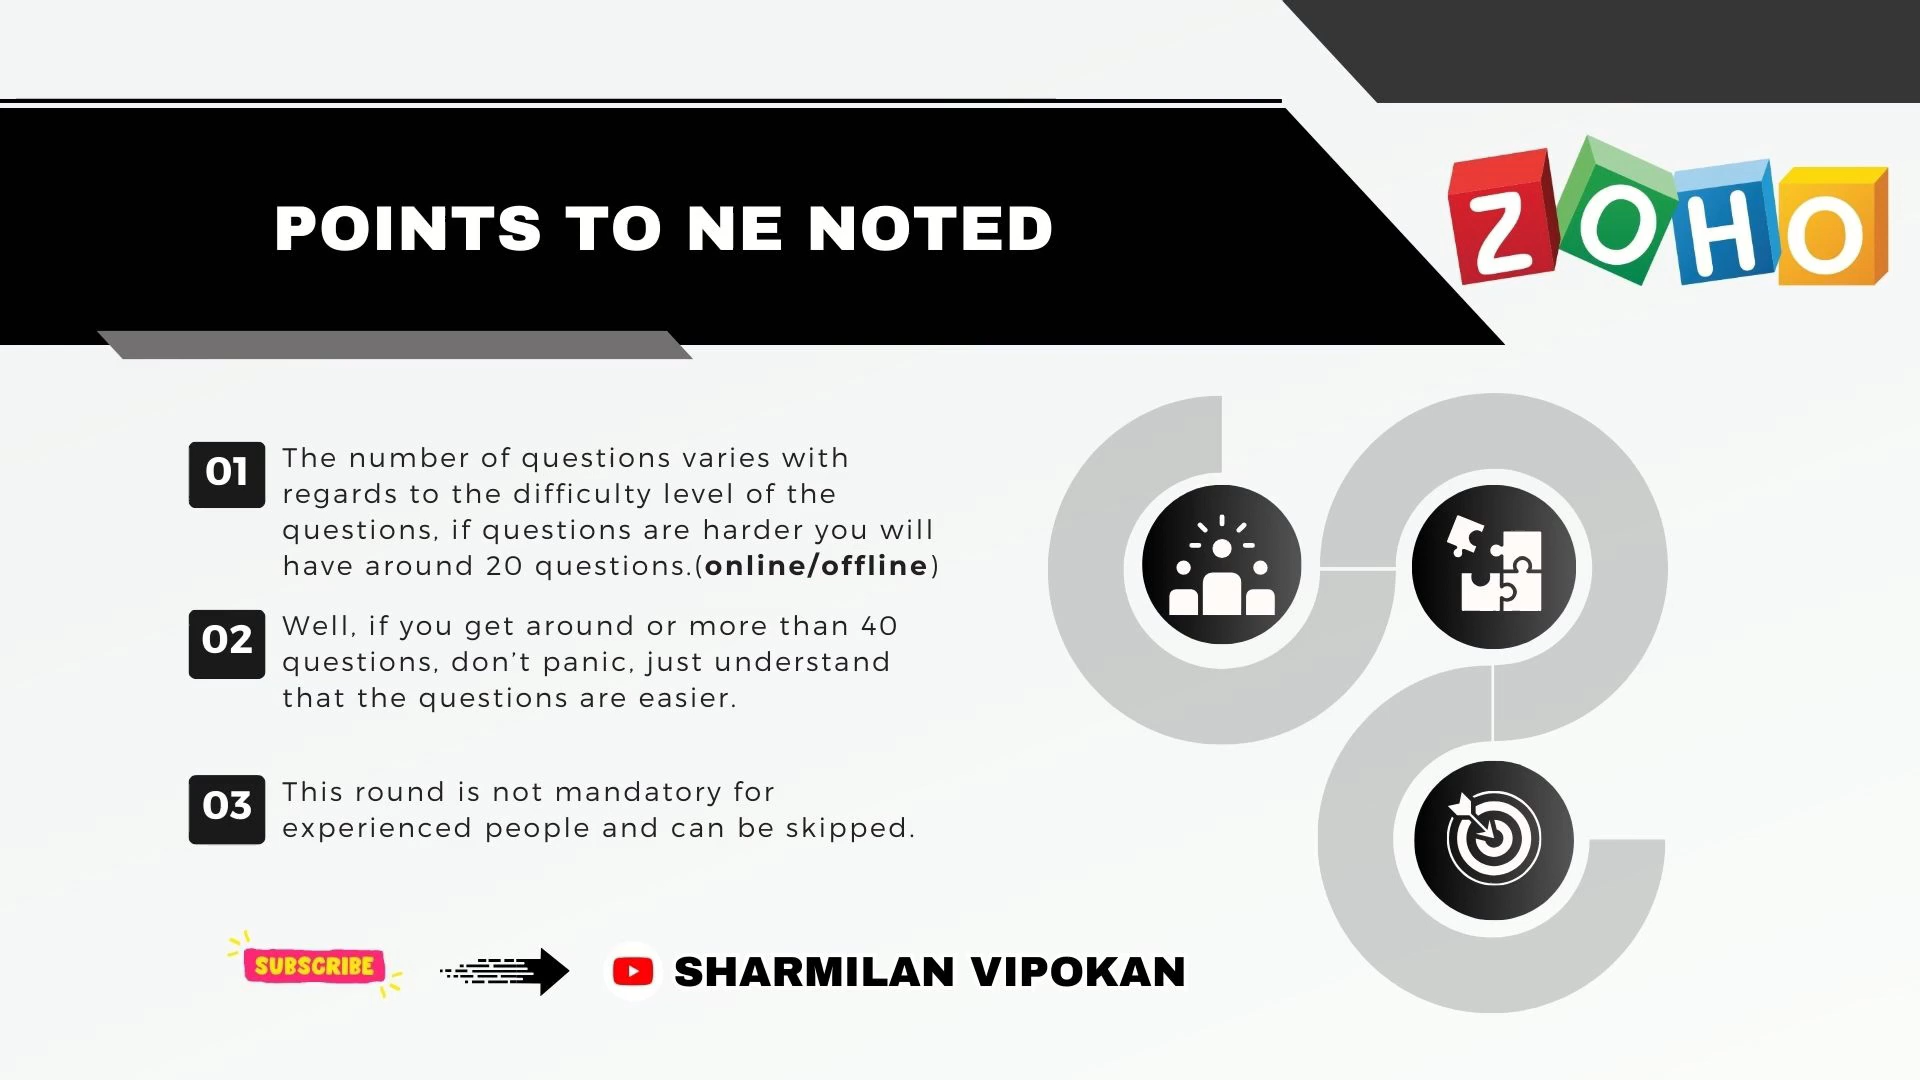 ZOHO
POINTS TO NE NOTED
01
The number of questions varies with
regards to the difficulty level of the
questions, if questions are harder you will
have around 20 questions.(online/offline)
02
Well, if you get around or more than 40
questions, don’t panic, just understand
that the questions are easier.
03
This round is not mandatory for
experienced people and can be skipped.
SUBSCRIBE
SHARMILAN VIPOKAN